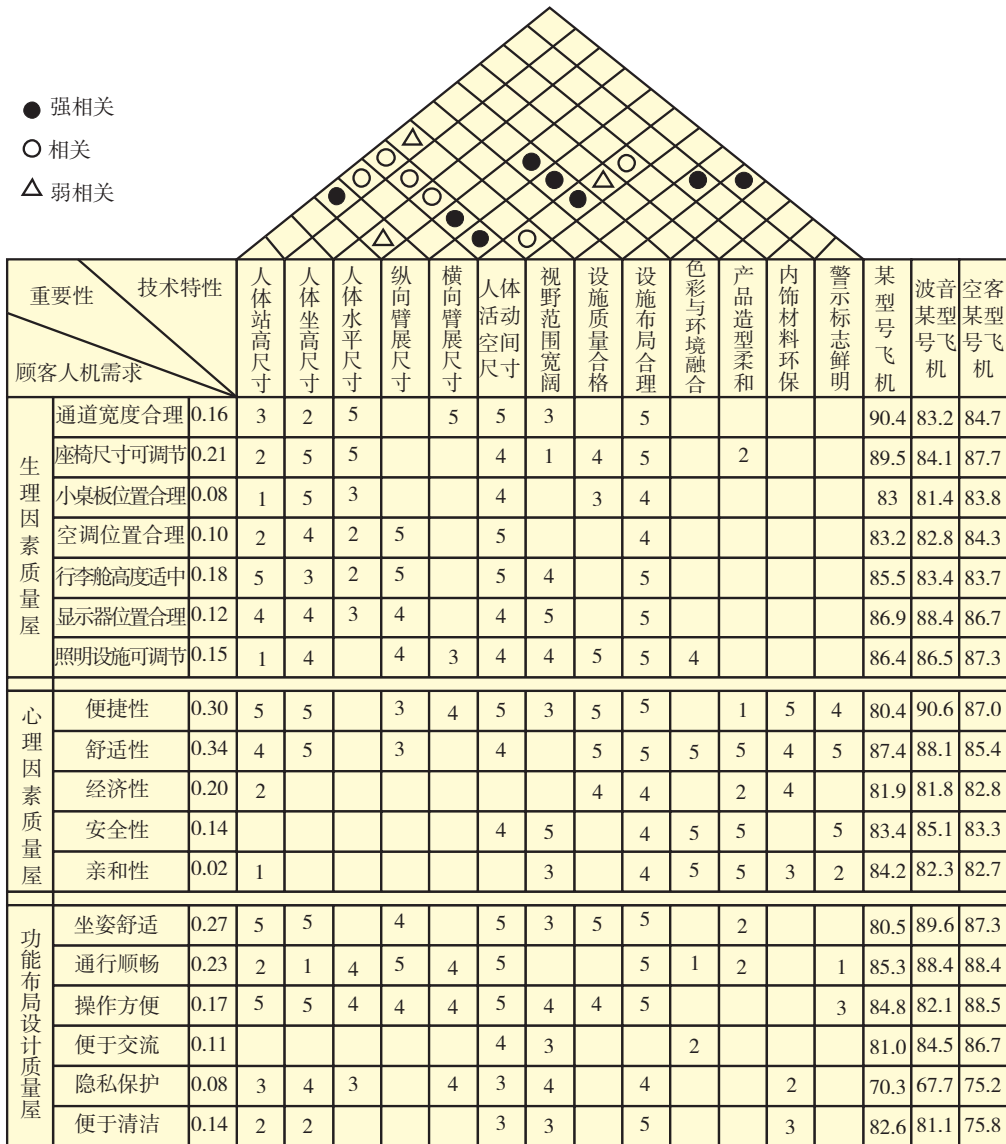 强相关
相关
弱相关
重要性 技术特性 顾客人机需求 人体站高尺寸 人体坐高尺寸 人体水平尺寸 纵向臂展尺寸 横向臂展尺寸 人体活动空间尺寸 视野范围宽阔 设施质量合格 设施布局合理 色彩与环境融合 产品造型柔和 内饰材料环保 警示标志鲜明 某型号飞机 波音某型号飞机 空客某型号飞机
生理因素质量屋
通道宽度合理 0.16 3 2 5 5 5 3 5 90.4 83.2 84.7
座椅尺寸可调节 0.21 2 5 5 4 1 4 5 2 89.5 84.1 87.7
小桌板位置合理 0.08 1 5 3 4 3 4 83 81.4 83.8
空调位置合理 0.10 2 4 2 5 5 4 83.2 82.8 84.3
行李舱高度适中 0.18 5 3 2 5 5 4 5 85.5 83.4 83.7
显示器位置合理 0.12 4 4 3 4 4 5 5 86.9 88.4 86.7
照明设施可调节 0.15 1 4 4 3 4 4 5 5 4 86.4 86.5 87.3
心理因素质量屋
便捷性 0.30 5 5 3 4 5 3 5 5 1 5 4 80.4 90.6 87.0
舒适性 0.34 4 5 3 4 5 5 5 5 4 5 87.4 88.1 85.4
经济性 0.20 2 4 4 2 4 81.9 81.8 82.8
安全性 0.14 4 5 4 5 5 5 83.4 85.1 83.3
亲和性 0.02 1 3 4 5 5 3 2 84.2 82.3 82.7
功能布局设计质量屋
坐姿舒适 0.27 5 5 4 5 3 5 5 2 80.5 89.6 87.3
通行顺畅 0.23 2 1 4 5 4 5 5 1 2 1 85.3 88.4 88.4
操作方便 0.17 5 5 4 4 4 5 4 4 5 3 84.8 82.1 88.5
便于交流 0.11 4 3 2 81.0 84.5 86.7
隐私保护 0.08 3 4 3 4 3 4 4 2 70.3 67.7 75.2
便于清洁 0.14 2 2 3 3 5 3 82.6 81.1 75.8